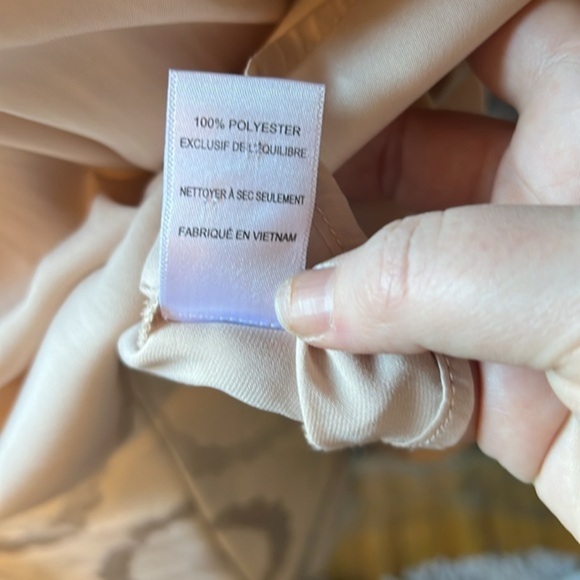 100% POLYESTER
EXCLUSIF DE L'ÉQUILIBRE
NETTOYER À SEC SEULEMENT
FABRIQUÉ EN VIETNAM